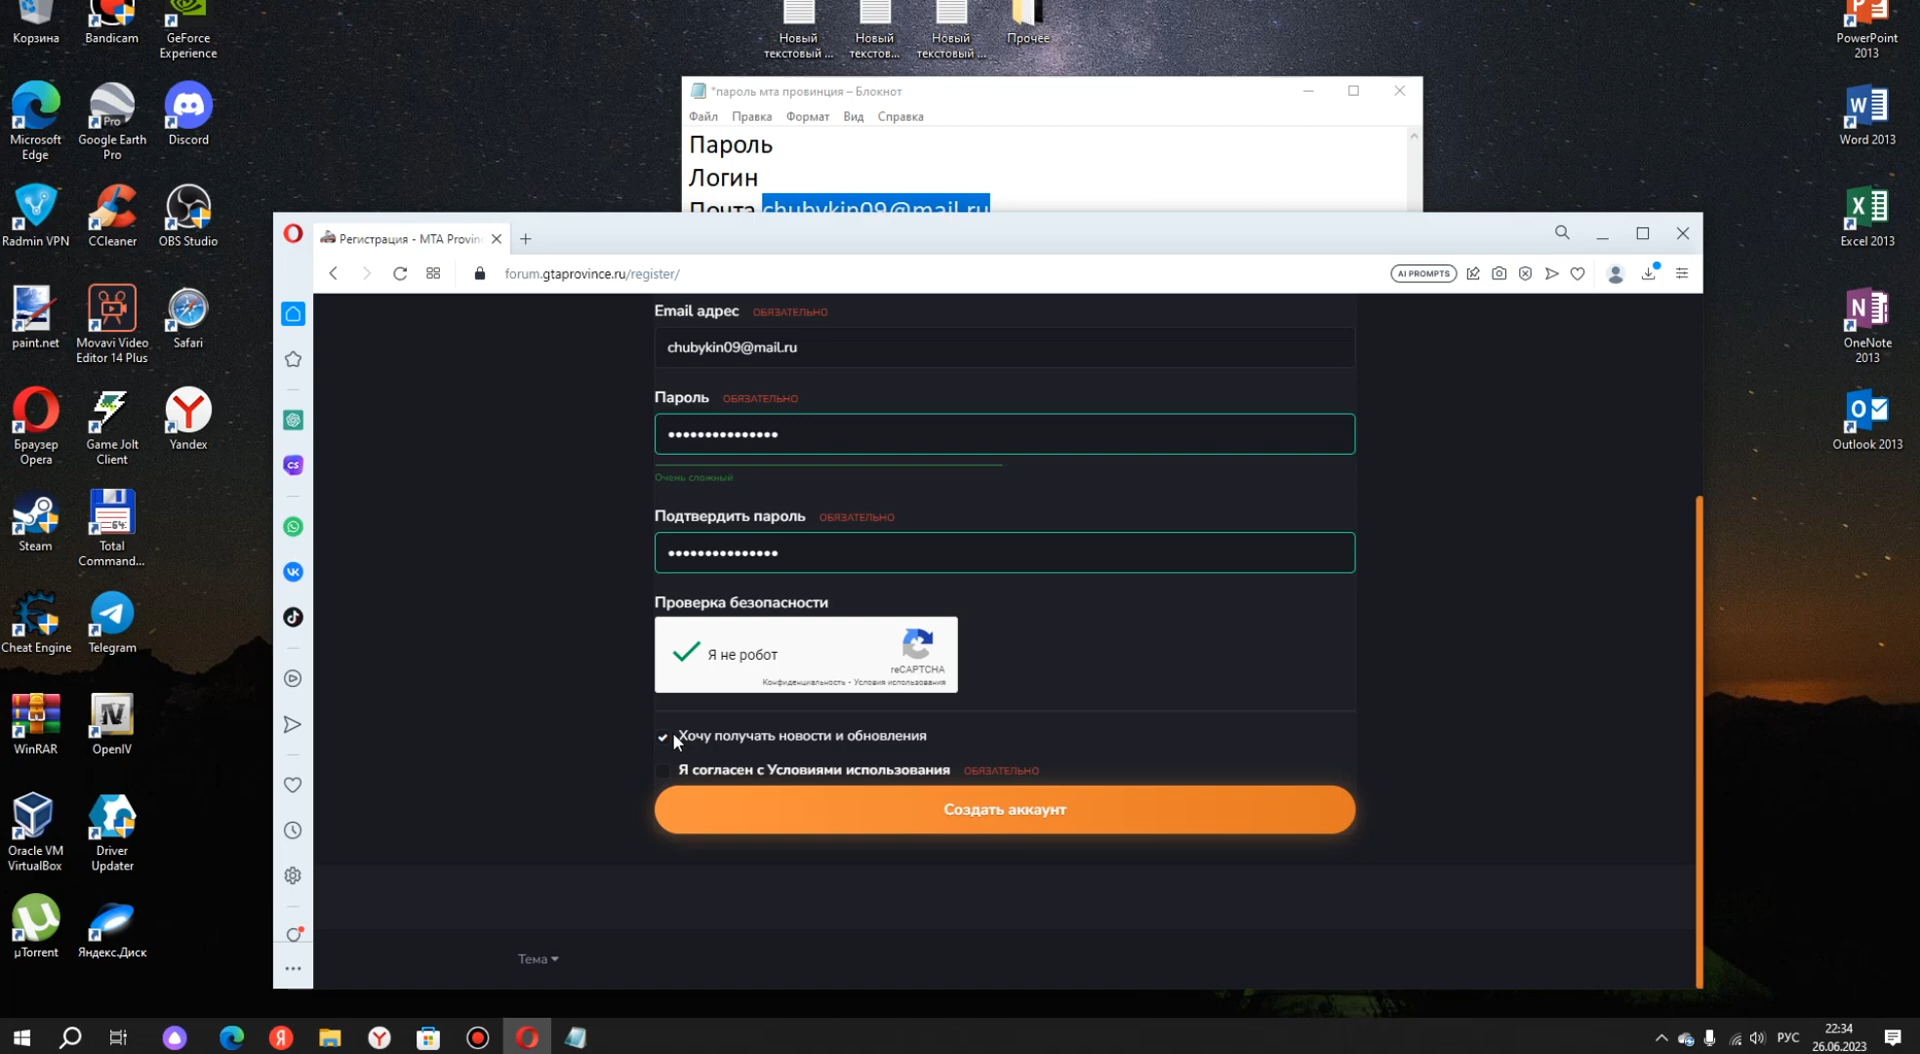 Корзина
Bandicam
GeForce
Experience
Новый
текстовый ...
Новый
текстов...
Новый
текстовый ...
Прочее
PowerPoint
2013
Microsoft
Edge
Google Earth
Pro
Discord
Word 2013
Radmin VPN
CCleaner
OBS Studio
Excel 2013
paint.net
Movavi Video
Editor 14 Plus
Safari
OneNote
2013
Браузер
Opera
Game Jolt
Client
Yandex
Outlook 2013
Steam
Total
Comman...
Cheat Engine
Telegram
WinRAR
OpenIV
Oracle VM
VirtualBox
Driver
Updater
µTorrent
Яндекс.Диск
*пароль мта провинция – Блокнот
Файл Правка Формат Вид Справка
Пароль
Логин
Почта chubykin09@mail.ru
Регистрация - MTA Provin
forum.gtaprovince.ru/register/
AI PROMPTS
Email адрес ОБЯЗАТЕЛЬНО
chubykin09@mail.ru
Пароль ОБЯЗАТЕЛЬНО
•••••••••••••••
Очень сложный
Подтвердить пароль ОБЯЗАТЕЛЬНО
•••••••••••••••
Проверка безопасности
Я не робот
reCAPTCHA
Конфиденциальность - Условия использования
Хочу получать новости и обновления
Я согласен с Условиями использования ОБЯЗАТЕЛЬНО
Создать аккаунт
Тема
РУС
22:34
26.06.2023